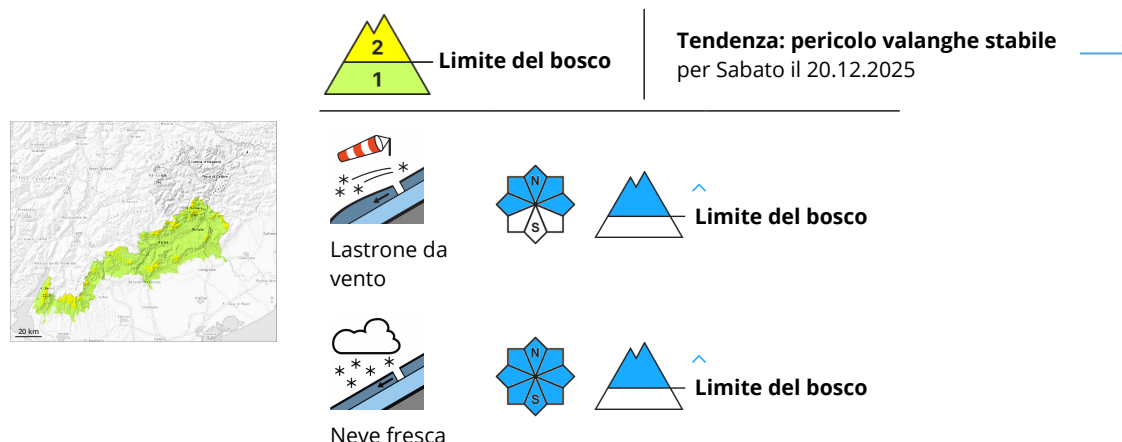 2
1
Limite del bosco
Tendenza: pericolo valanghe stabile
per Sabato il 20.12.2025
20 km
N
S
Limite del bosco
Lastrone da
vento
N
S
Limite del bosco
Neve fresca